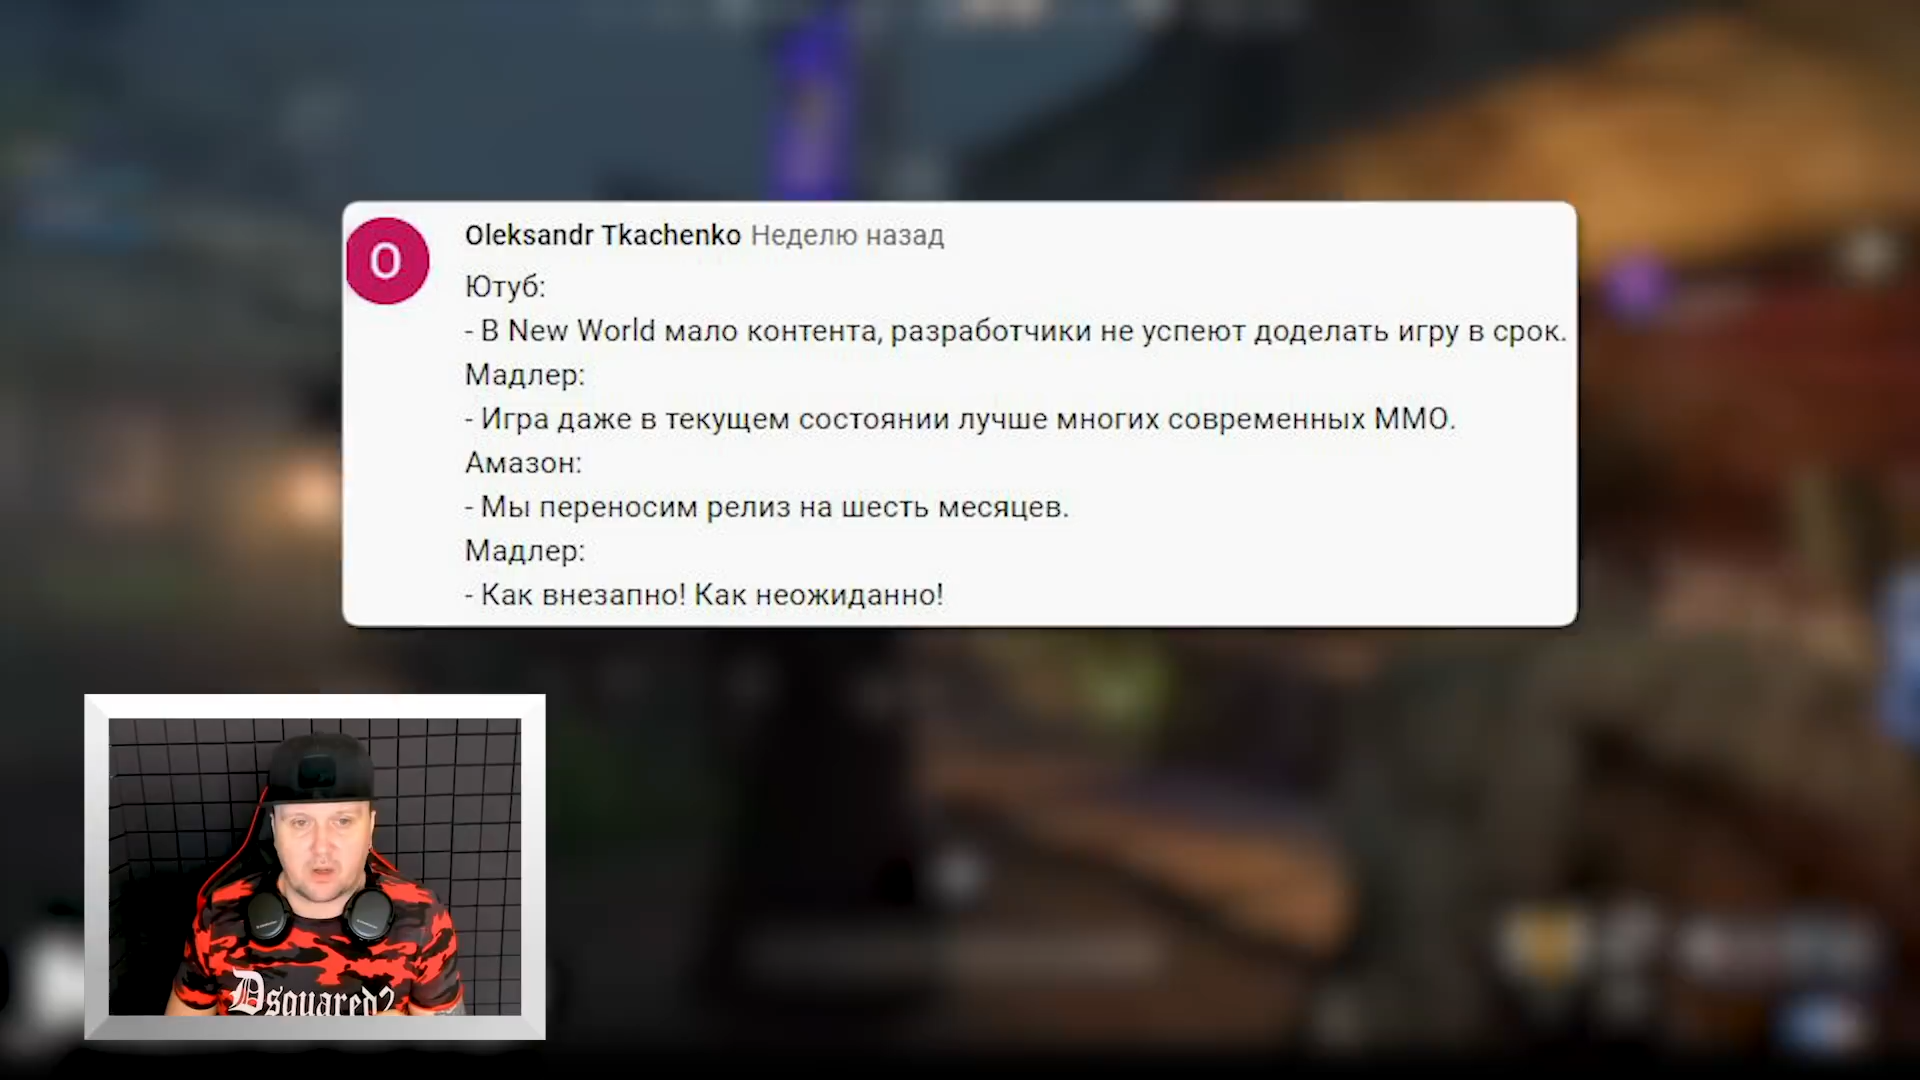 O
Oleksandr Tkachenko Неделю назад
Ютуб:
- В New World мало контента, разработчики не успеют доделать игру в срок.
Мадлер:
- Игра даже в текущем состоянии лучше многих современных ММО.
Амазон:
- Мы переносим релиз на шесть месяцев.
Мадлер:
- Как внезапно! Как неожиданно!
Dsquared2